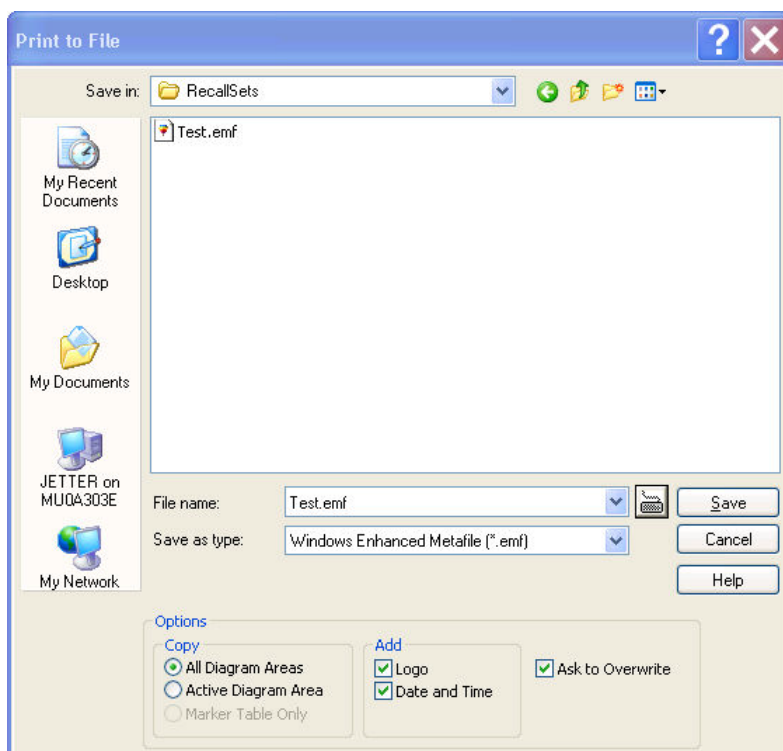 Print to File
Save in:
RecallSets
Test.emf
My Recent
Documents
Desktop
My Documents
JETTER on
MU0A303E
My Network
File name:
Test.emf
Save
Save as type:
Windows Enhanced Metafile (*.emf)
Cancel
Help
Options
Copy
All Diagram Areas
Active Diagram Area
Marker Table Only
Add
Logo
Date and Time
Ask to Overwrite